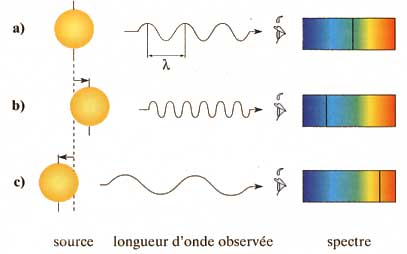 a)
λ
b)
c)
source longueur d'onde observée spectre